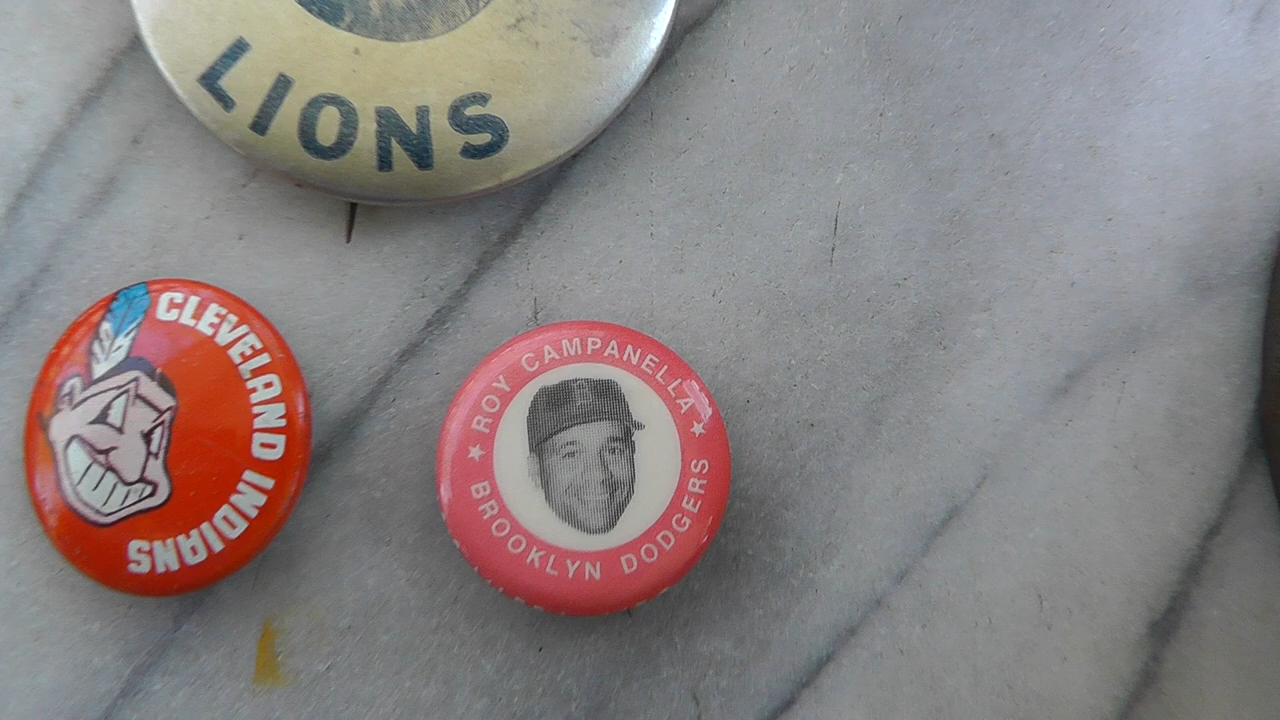 LIONS
CLEVELAND INDIANS
★ ROY CAMPANELLA ★
BROOKLYN DODGERS